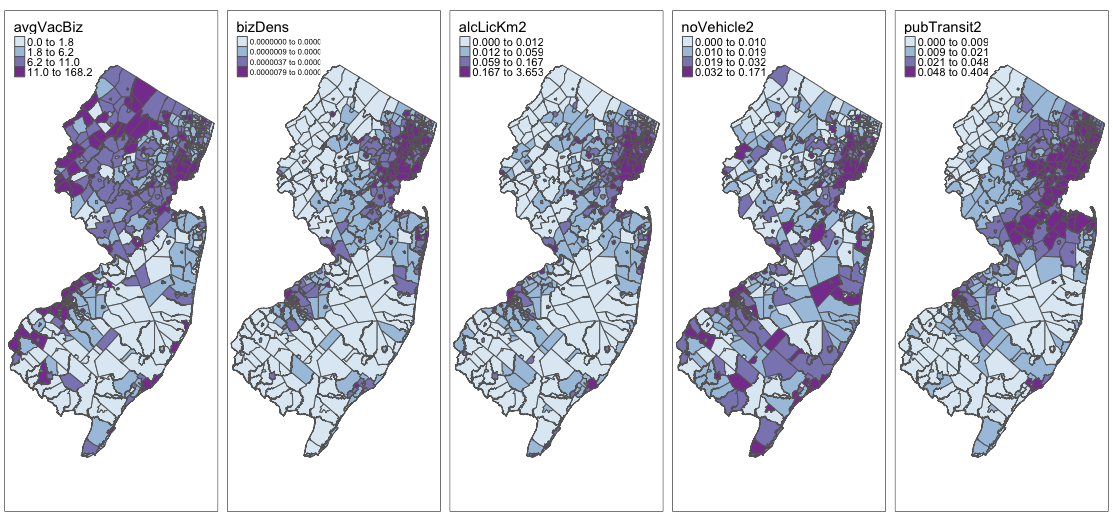 avgVacBiz
0.0 to 1.8
1.8 to 6.2
6.2 to 11.0
11.0 to 168.2
bizDens
0.0000000 to 0.0000
0.0000009 to 0.0000
0.0000037 to 0.0000
0.0000079 to 0.0000
alcLicKm2
0.000 to 0.012
0.012 to 0.059
0.059 to 0.167
0.167 to 3.653
noVehicle2
0.000 to 0.010
0.010 to 0.019
0.019 to 0.032
0.032 to 0.171
pubTransit2
0.000 to 0.009
0.009 to 0.021
0.021 to 0.048
0.048 to 0.404